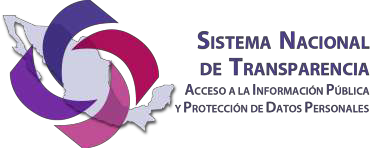 SISTEMA NACIONAL
DE TRANSPARENCIA
ACCESO A LA INFORMACIÓN PÚBLICA
Y PROTECCIÓN DE DATOS PERSONALES